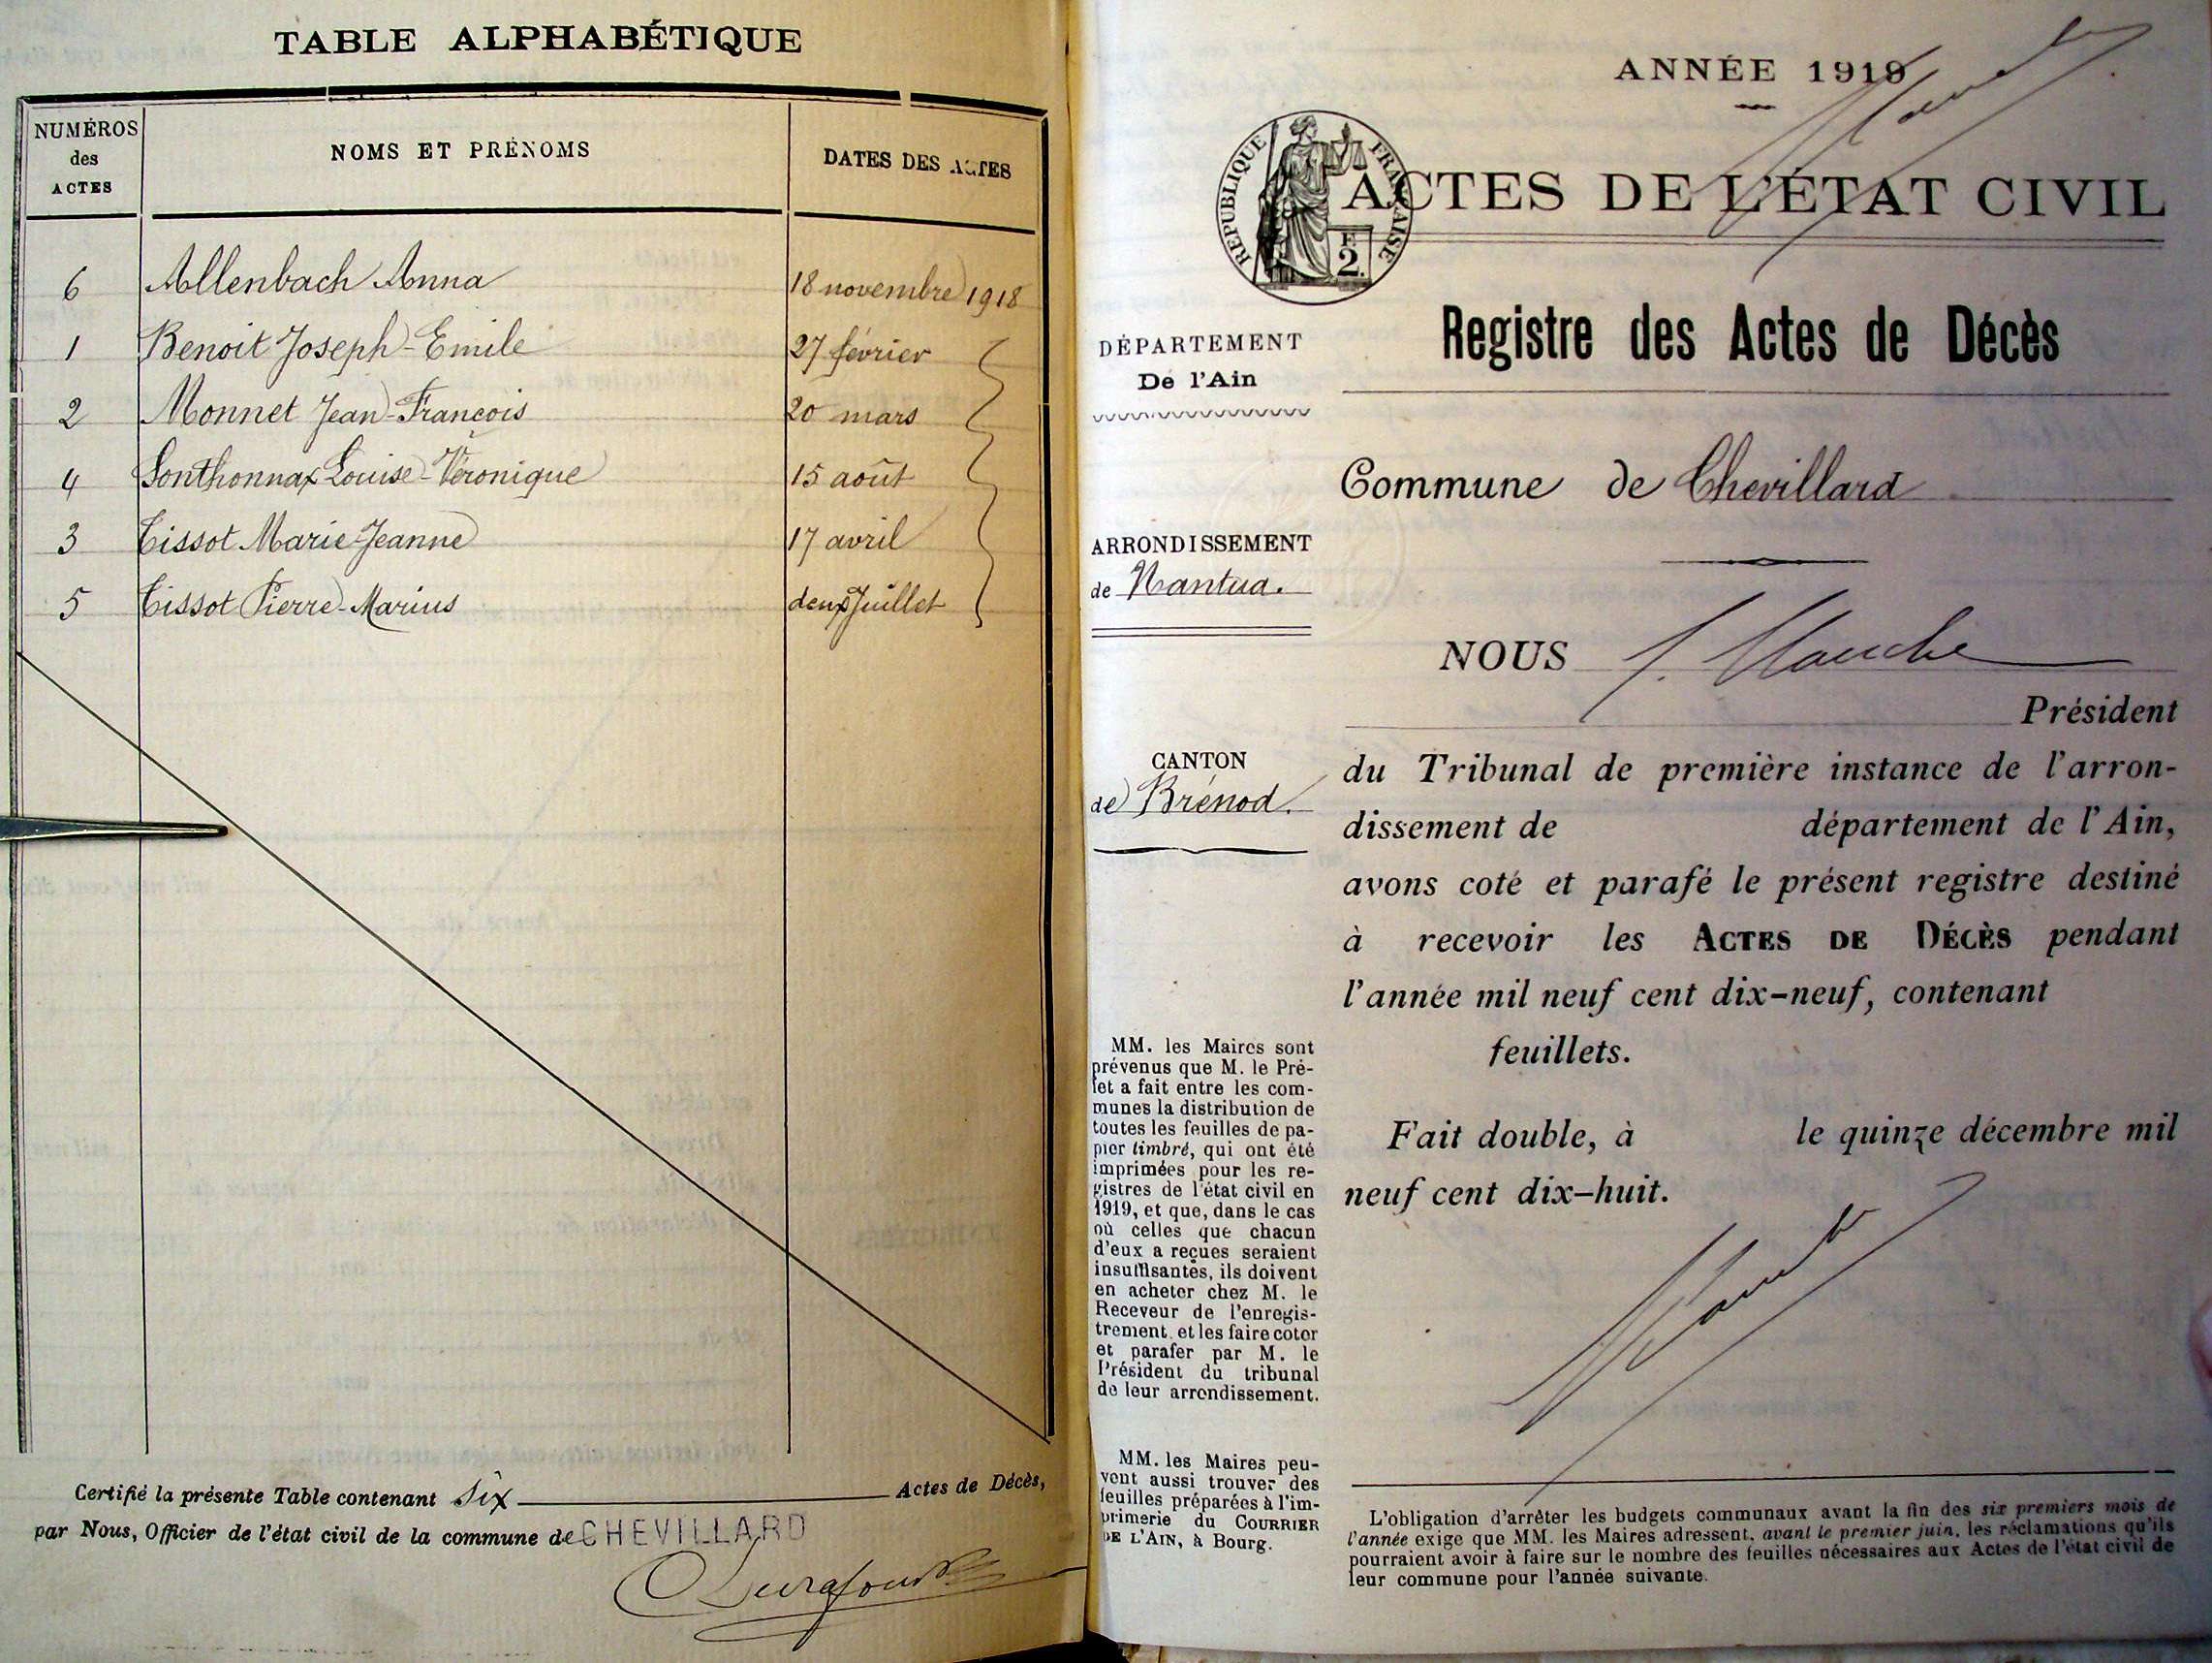 TABLE ALPHABÉTIQUE
NUMÉROS
des
ACTES
NOMS ET PRÉNOMS
DATES DES ACTES
6 Allenbach Anna 18 novembre 1918
1 Benoit Joseph-Emile 27 février
2 Monnet Jean-François 20 mars
4 Sonthonnax Louise-Véronique 15 août
3 Tissot Marie-Jeanne 17 avril
5 Tissot Pierre-Marius deux Juillet
Certifié la présente Table contenant six Actes de Décès,
par Nous, Officier de l'état civil de la commune de CHEVILLARD
ANNÉE 1919
RÉPUBLIQUE FRANÇAISE
2
ACTES DE L'ÉTAT CIVIL
Registre des Actes de Décès
DÉPARTEMENT
De l'Ain
Commune de Chevillard
ARRONDISSEMENT
de Nantua.
CANTON
de Brénod.
NOUS
Président
du Tribunal de première instance de l'arron-
dissement de département de l'Ain,
avons coté et parafé le présent registre destiné
à recevoir les ACTES DE DÉCÈS pendant
l'année mil neuf cent dix-neuf, contenant
feuillets.
Fait double, à le quinze décembre mil
neuf cent dix-huit.
MM. les Maires sont
prévenus que M. le Pré-
fet a fait entre les com-
munes la distribution de
toutes les feuilles de pa-
pier timbré, qui ont été
imprimées pour les re-
gistres de l'état civil en
1919, et que, dans le cas
où celles que chacun
d'eux a reçues seraient
insuffisantes, ils doivent
en acheter chez M. le
Receveur de l'enregis-
trement et les faire coter
et parafer par M. le
Président du tribunal
de leur arrondissement.
MM. les Maires peu-
vent aussi trouver des
feuilles préparées à l'im-
primerie du COURRIER
DE L'AIN, à Bourg.
L'obligation d'arrêter les budgets communaux avant la fin des six premiers mois de
l'année exige que MM. les Maires adressent, avant le premier juin, les réclamations qu'ils
pourraient avoir à faire sur le nombre des feuilles nécessaires aux Actes de l'état civil de
leur commune pour l'année suivante.